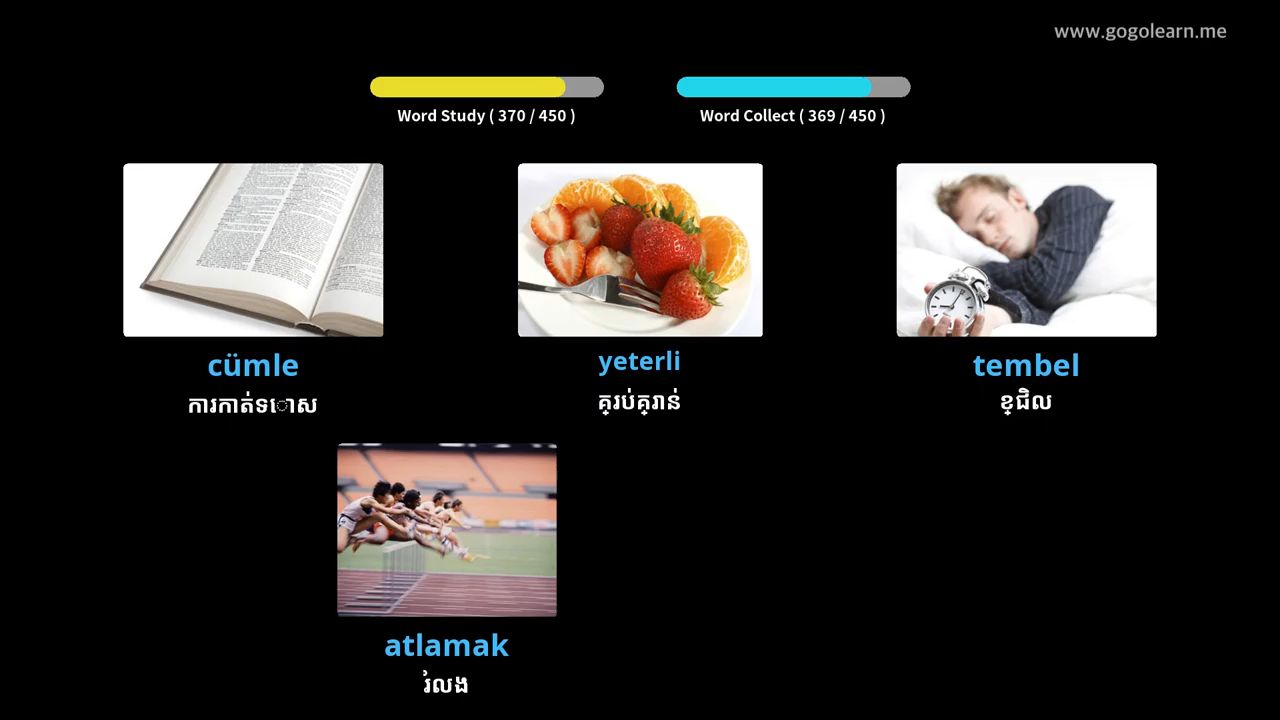 www.gogolearn.me
Word Study ( 370 / 450 )
Word Collect ( 369 / 450 )
cümle
yeterli
tembel
ការកាត់ទោស
គ្រប់គ្រាន់
ខ្ជិល
atlamak
រំលង